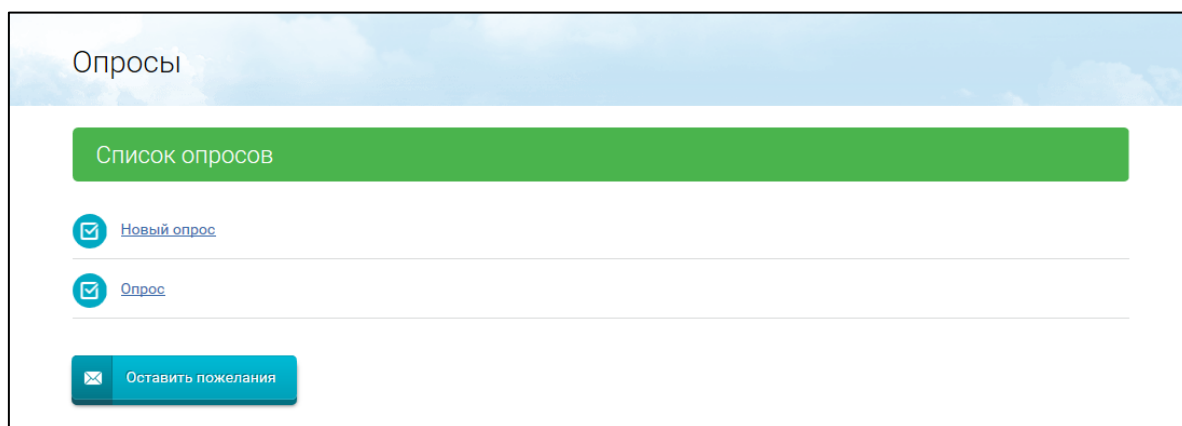 Опросы
Список опросов
Новый опрос
Опрос
Оставить пожелания